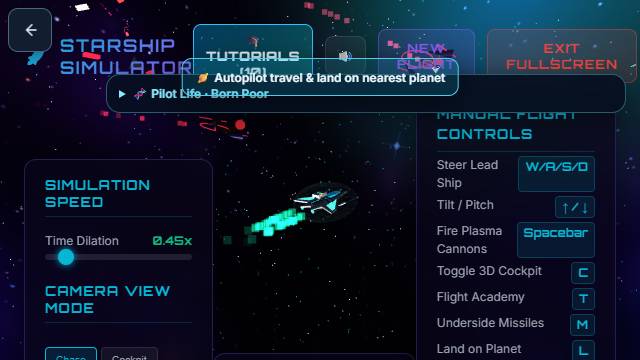 STARSHIP
SIMULATOR
TUTORIALS
NEW
FLIGHT
EXIT
FULLSCREEN
🪐 Autopilot travel & land on nearest planet
▶ 🧬 Pilot Life · Born Poor
SIMULATION
SPEED
Time Dilation 0.45x
CAMERA VIEW
MODE
Chase Cockpit
MANUAL FLIGHT
CONTROLS
Steer Lead
Ship W/A/S/D
Tilt / Pitch ↑/↓
Fire Plasma
Cannons Spacebar
Toggle 3D Cockpit C
Flight Academy T
Underside Missiles M
Land on Planet L